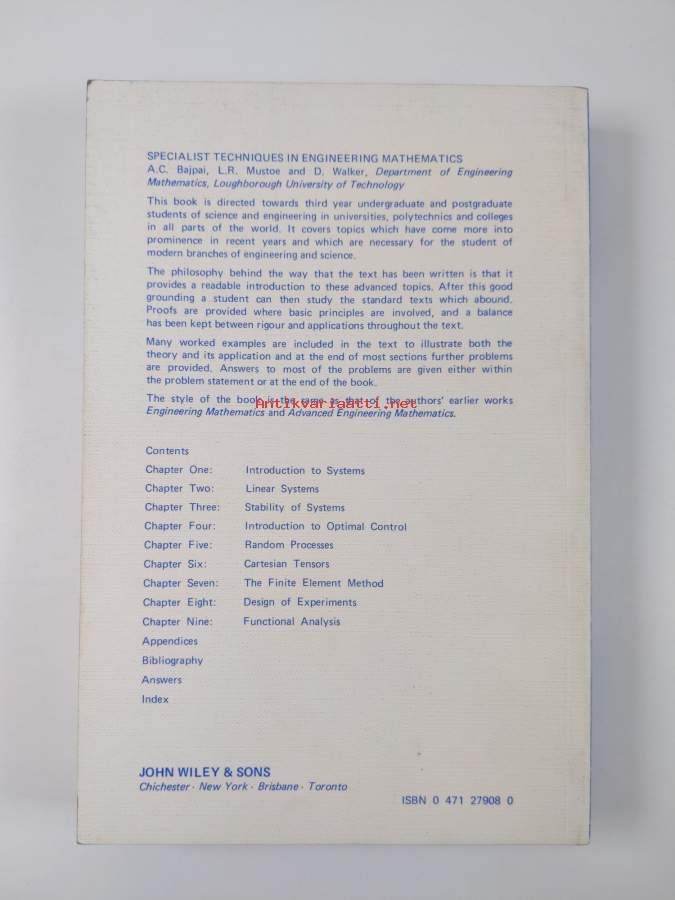 SPECIALIST TECHNIQUES IN ENGINEERING MATHEMATICS
A.C. Bajpai, L.R. Mustoe and D. Walker, Department of Engineering
Mathematics, Loughborough University of Technology
This book is directed towards third year undergraduate and postgraduate
students of science and engineering in universities, polytechnics and colleges
in all parts of the world. It covers topics which have come more into
prominence in recent years and which are necessary for the student of
modern branches of engineering and science.
The philosophy behind the way that the text has been written is that it
provides a readable introduction to these advanced topics. After this good
grounding a student can then study the standard texts which abound.
Proofs are provided where basic principles are involved, and a balance
has been kept between rigour and applications throughout the text.
Many worked examples are included in the text to illustrate both the
theory and its application and at the end of most sections further problems
are provided. Answers to most of the problems are given either within
the problem statement or at the end of the book.
The style of the book is the same as that of the authors' earlier works
Antikvariaatti.net
Engineering Mathematics and Advanced Engineering Mathematics.
Contents
Chapter One: Introduction to Systems
Chapter Two: Linear Systems
Chapter Three: Stability of Systems
Chapter Four: Introduction to Optimal Control
Chapter Five: Random Processes
Chapter Six: Cartesian Tensors
Chapter Seven: The Finite Element Method
Chapter Eight: Design of Experiments
Chapter Nine: Functional Analysis
Appendices
Bibliography
Answers
Index
JOHN WILEY & SONS
Chichester · New York · Brisbane · Toronto
ISBN 0 471 27908 0